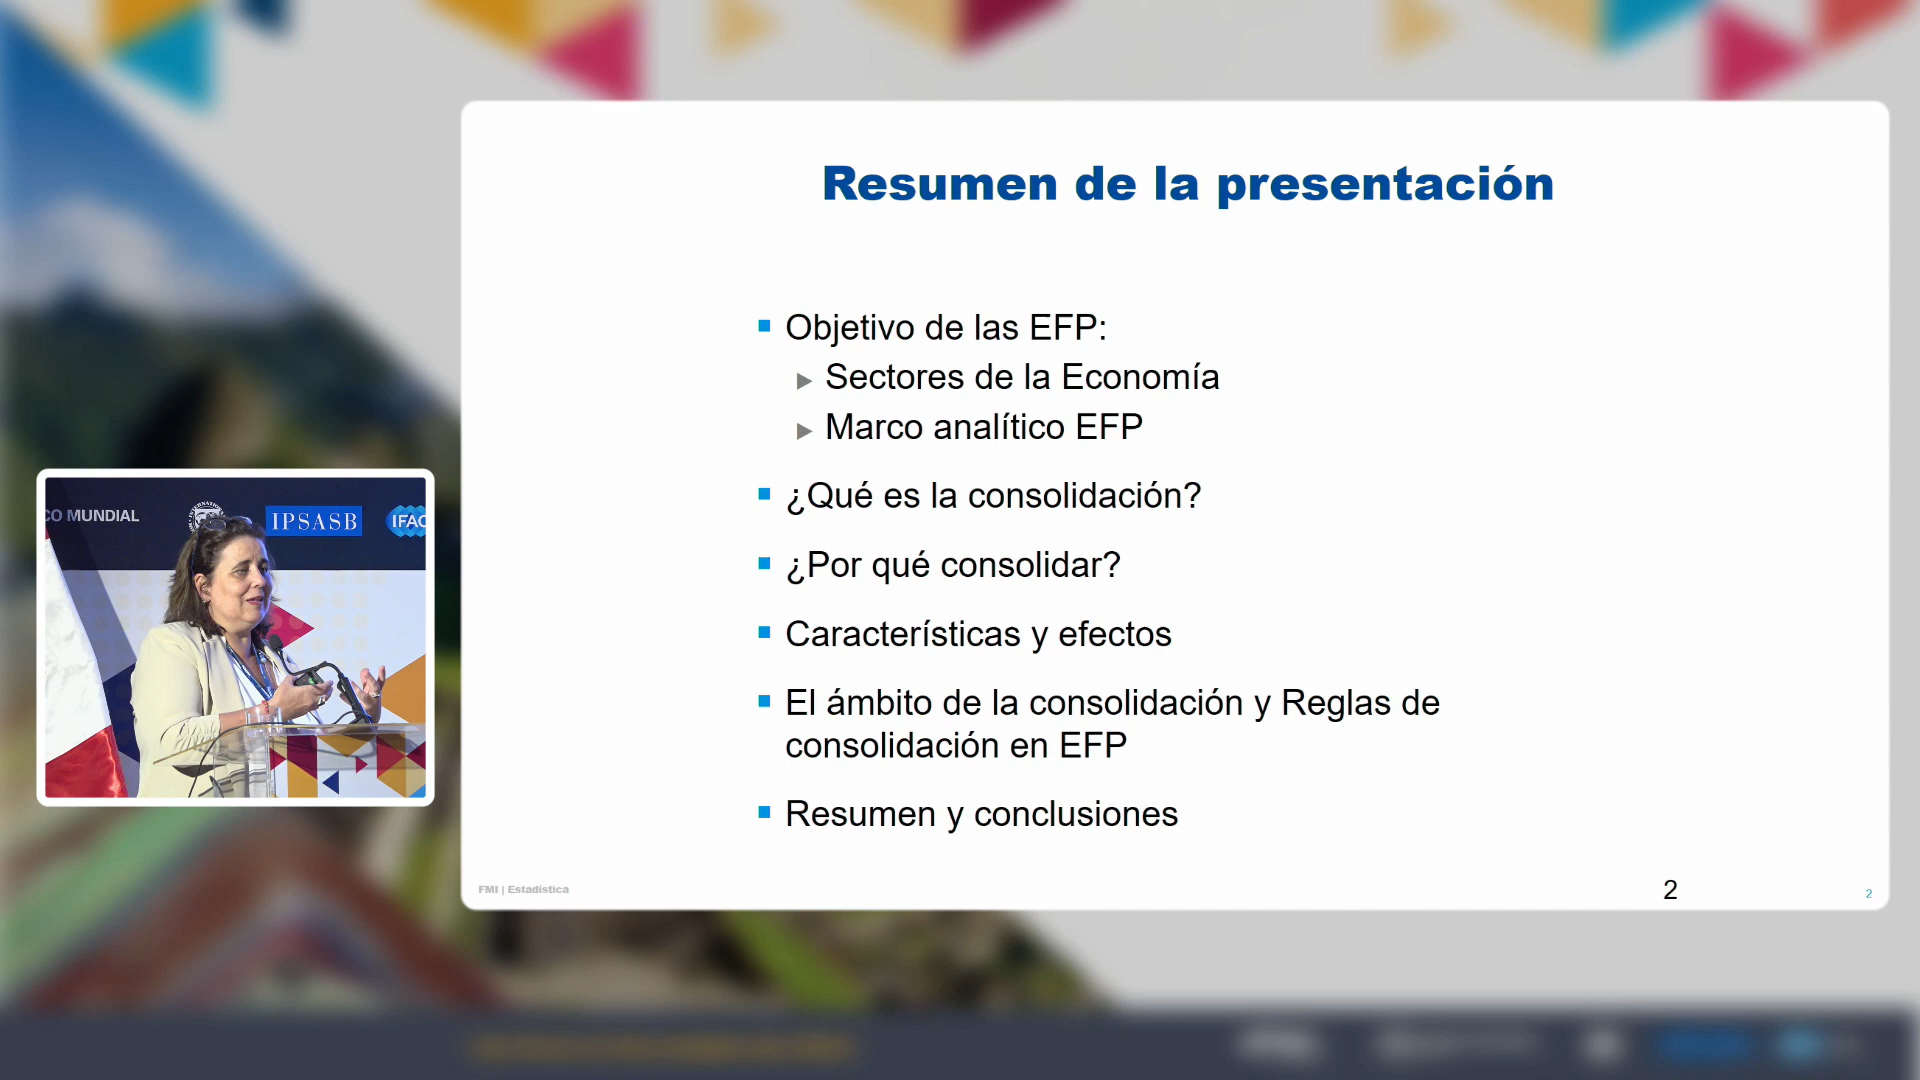 Resumen de la presentación
Objetivo de las EFP:
Sectores de la Economía
Marco analítico EFP
¿Qué es la consolidación?
¿Por qué consolidar?
Características y efectos
El ámbito de la consolidación y Reglas de
consolidación en EFP
Resumen y conclusiones
FMI | Estadística
2
2
CO MUNDIAL
IPSASB
IFAC